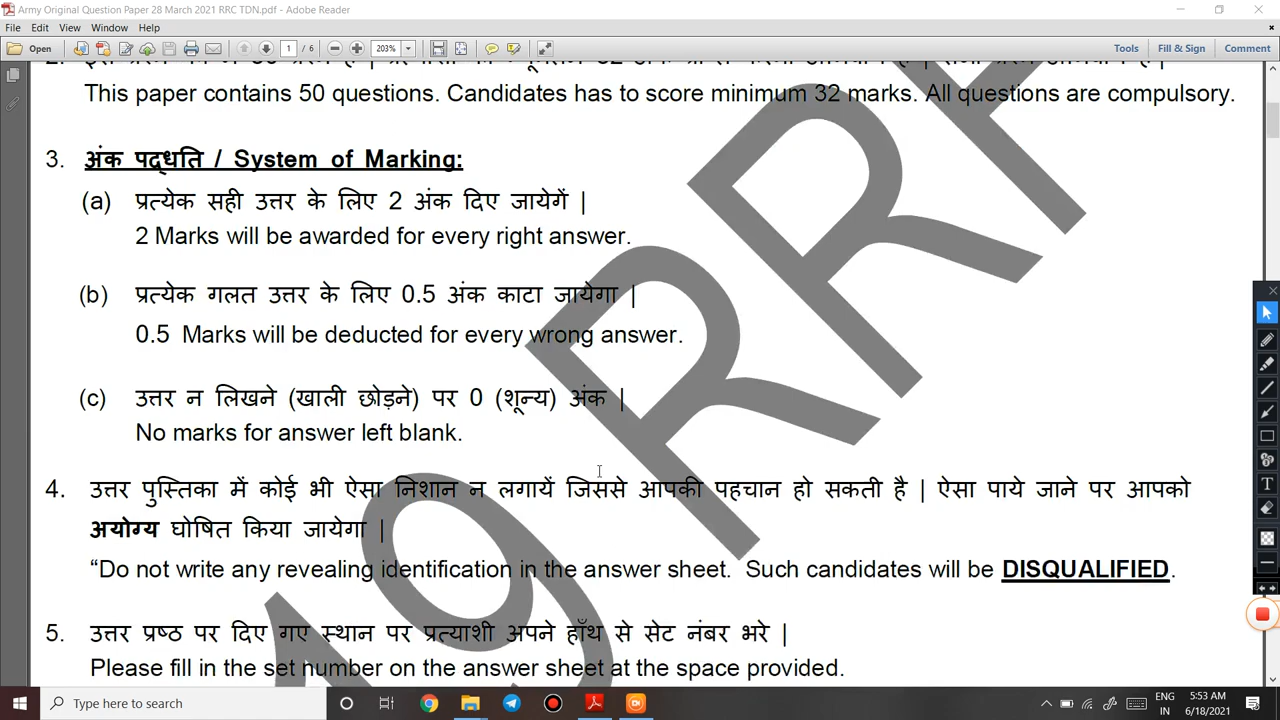 Army Original Question Paper 28 March 2021 RRC TDN.pdf - Adobe Reader
File Edit View Window Help
Open 1 / 6 203% Tools Fill & Sign Comment
This paper contains 50 questions. Candidates has to score minimum 32 marks. All questions are compulsory.
3. अंक पद्धति / System of Marking:
(a) प्रत्येक सही उत्तर के लिए 2 अंक दिए जायेगें |
2 Marks will be awarded for every right answer.
(b) प्रत्येक गलत उत्तर के लिए 0.5 अंक काटा जायेगा |
0.5 Marks will be deducted for every wrong answer.
(c) उत्तर न लिखने (खाली छोड़ने) पर 0 (शून्य) अंक |
No marks for answer left blank.
4. उत्तर पुस्तिका में कोई भी ऐसा निशान न लगायें जिससे आपकी पहचान हो सकती है | ऐसा पाये जाने पर आपको
अयोग्य घोषित किया जायेगा |
“Do not write any revealing identification in the answer sheet. Such candidates will be DISQUALIFIED.
5. उत्तर प्रष्ठ पर दिए गए स्थान पर प्रत्याशी अपने हाँथ से सेट नंबर भरे |
Please fill in the set number on the answer sheet at the space provided.
19 RRF
Type here to search
ENG 5:53 AM
IN 6/18/2021